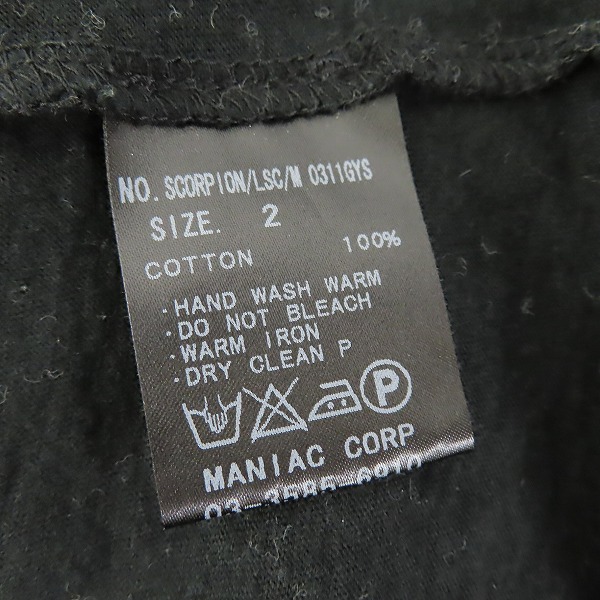 NO. SCORPION/LSC/M 0311GYS
SIZE. 2
COTTON 100%
·HAND WASH WARM
·DO NOT BLEACH
·WARM IRON
·DRY CLEAN P
P
MANIAC CORP